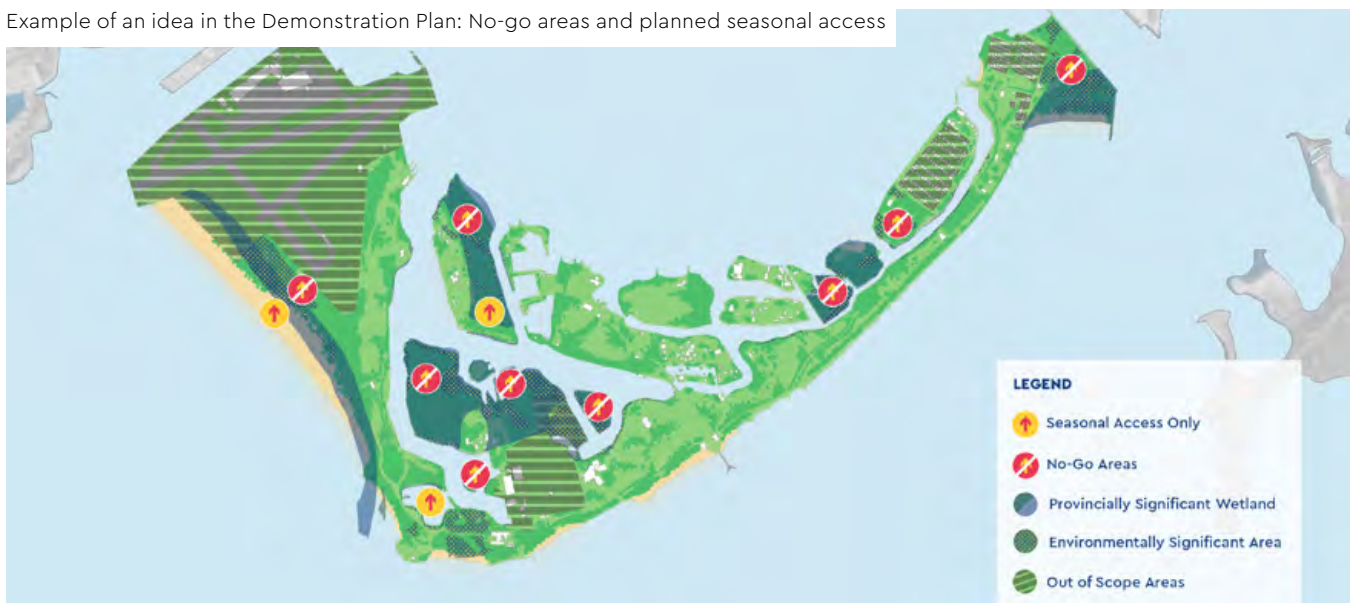 Example of an idea in the Demonstration Plan: No-go areas and planned seasonal access
LEGEND
Seasonal Access Only
No-Go Areas
Provincially Significant Wetland
Environmentally Significant Area
Out of Scope Areas